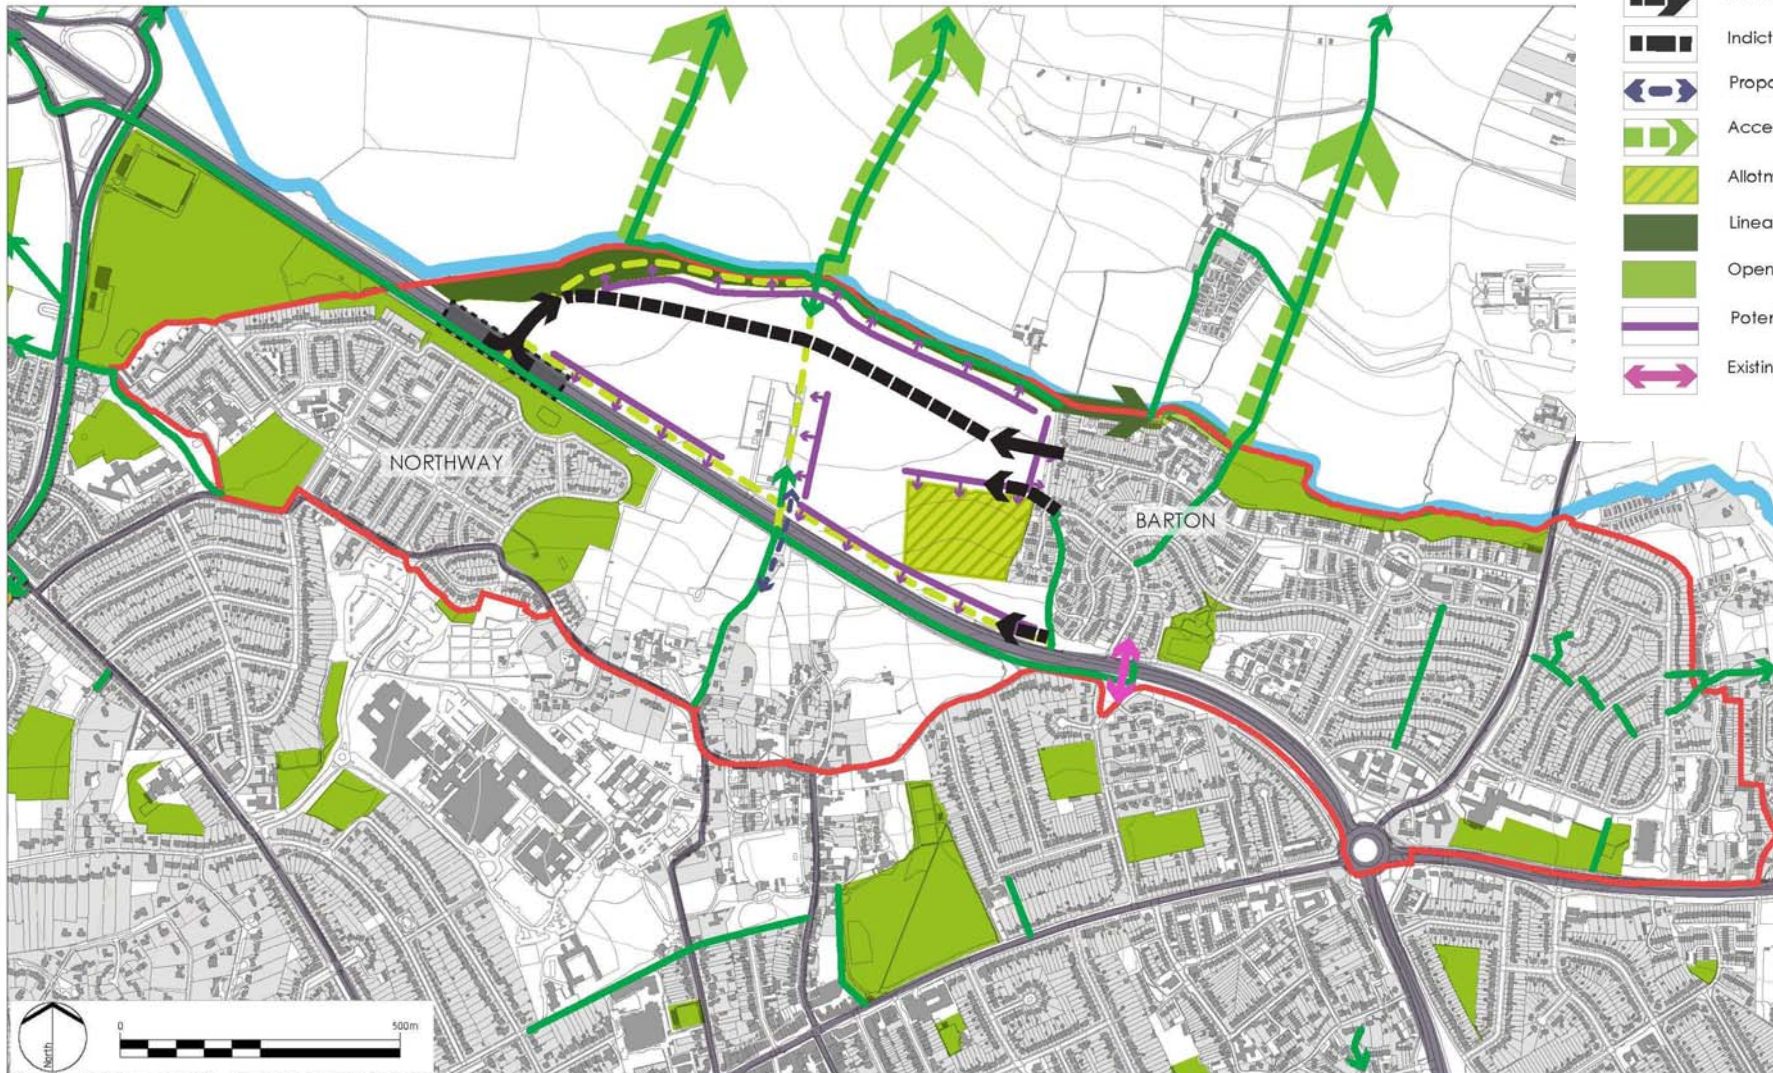 Indict
Propo
Acce
Allotm
Linea
Open
Poter
Existin
NORTHWAY
BARTON
North
0
500m